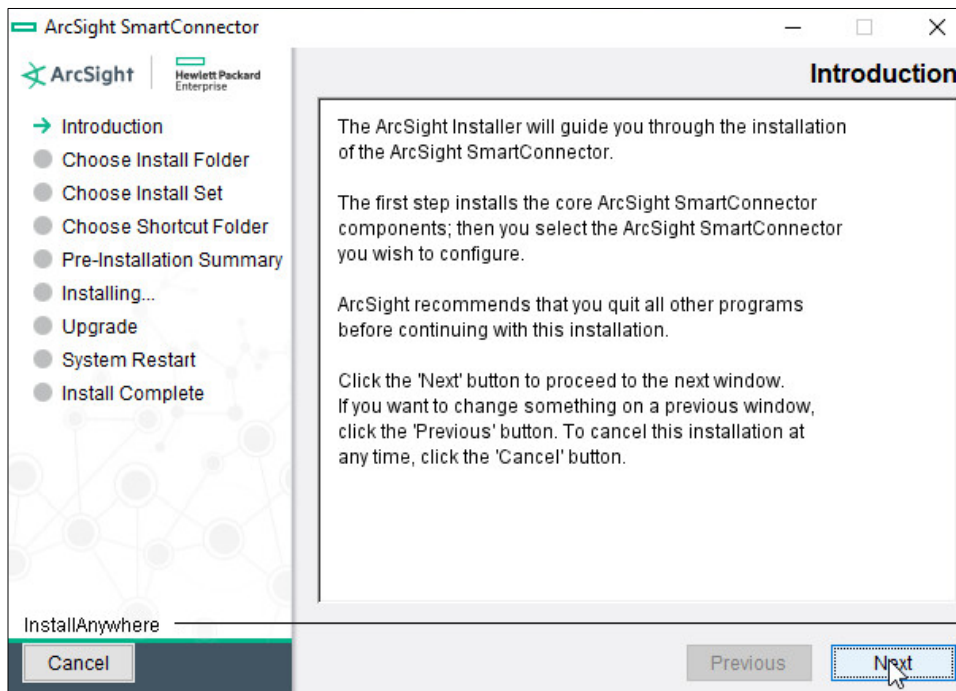 ArcSight SmartConnector
ArcSight
Hewlett Packard
Enterprise
Introduction
Introduction
Choose Install Folder
Choose Install Set
Choose Shortcut Folder
Pre-Installation Summary
Installing...
Upgrade
System Restart
Install Complete
The ArcSight Installer will guide you through the installation
of the ArcSight SmartConnector.
The first step installs the core ArcSight SmartConnector
components; then you select the ArcSight SmartConnector
you wish to configure.
ArcSight recommends that you quit all other programs
before continuing with this installation.
Click the 'Next' button to proceed to the next window.
If you want to change something on a previous window,
click the 'Previous' button. To cancel this installation at
any time, click the 'Cancel' button.
InstallAnywhere
Cancel
Previous
Next